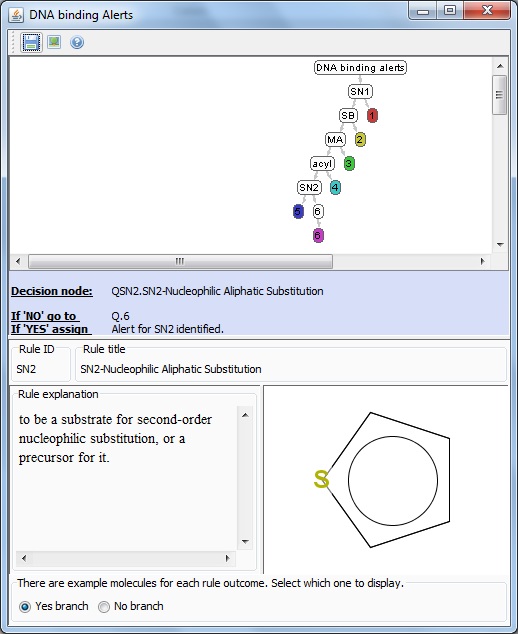 DNA Binding Alerts
DNA binding alerts
SN1
SB
1
MA
2
acyl
3
SN2
4
5
6
6
Decision node:
QSN2.SN2-Nucleophilic Aliphatic Substitution
If 'NO' go to
Q.6
If 'YES' assign
Alert for SN2 identified.
Rule ID
Rule title
SN2
SN2-Nucleophilic Aliphatic Substitution
Rule explanation
to be a substrate for second-order
nucleophilic substitution, or a
precursor for it.
S
There are example molecules for each rule outcome. Select which one to display.
Yes branch
No branch